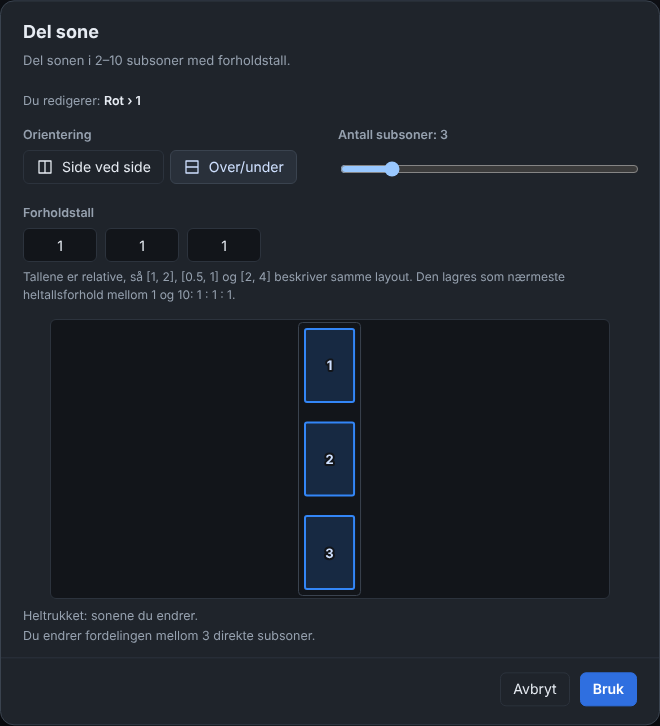 Del sone
Del sonen i 2–10 subsoner med forholdstall.
Du redigerer: Rot › 1
Orientering
Antall subsoner: 3
Side ved side
Over/under
Forholdstall
1 1 1
Tallene er relative, så [1, 2], [0.5, 1] og [2, 4] beskriver samme layout. Den lagres som nærmeste
heltallsforhold mellom 1 og 10: 1 : 1 : 1.
1
2
3
Heltrukket: sonene du endrer.
Du endrer fordelingen mellom 3 direkte subsoner.
Avbryt
Bruk